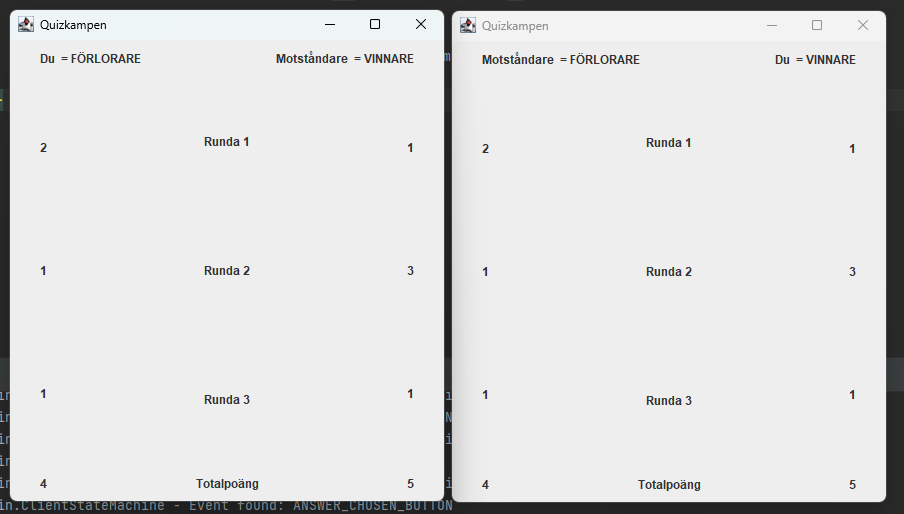 Quizkampen
Du = FÖRLORARE Motståndare = VINNARE
Runda 1
2 1
1 Runda 2 3
1 1
Runda 3
4 Totalpoäng 5
Quizkampen
Motståndare = FÖRLORARE Du = VINNARE
Runda 1
2 1
1 Runda 2 3
1 1
Runda 3
4 Totalpoäng 5
in.ClientStateMachine - Event found: ANSWER_CHOSEN_BUTTON